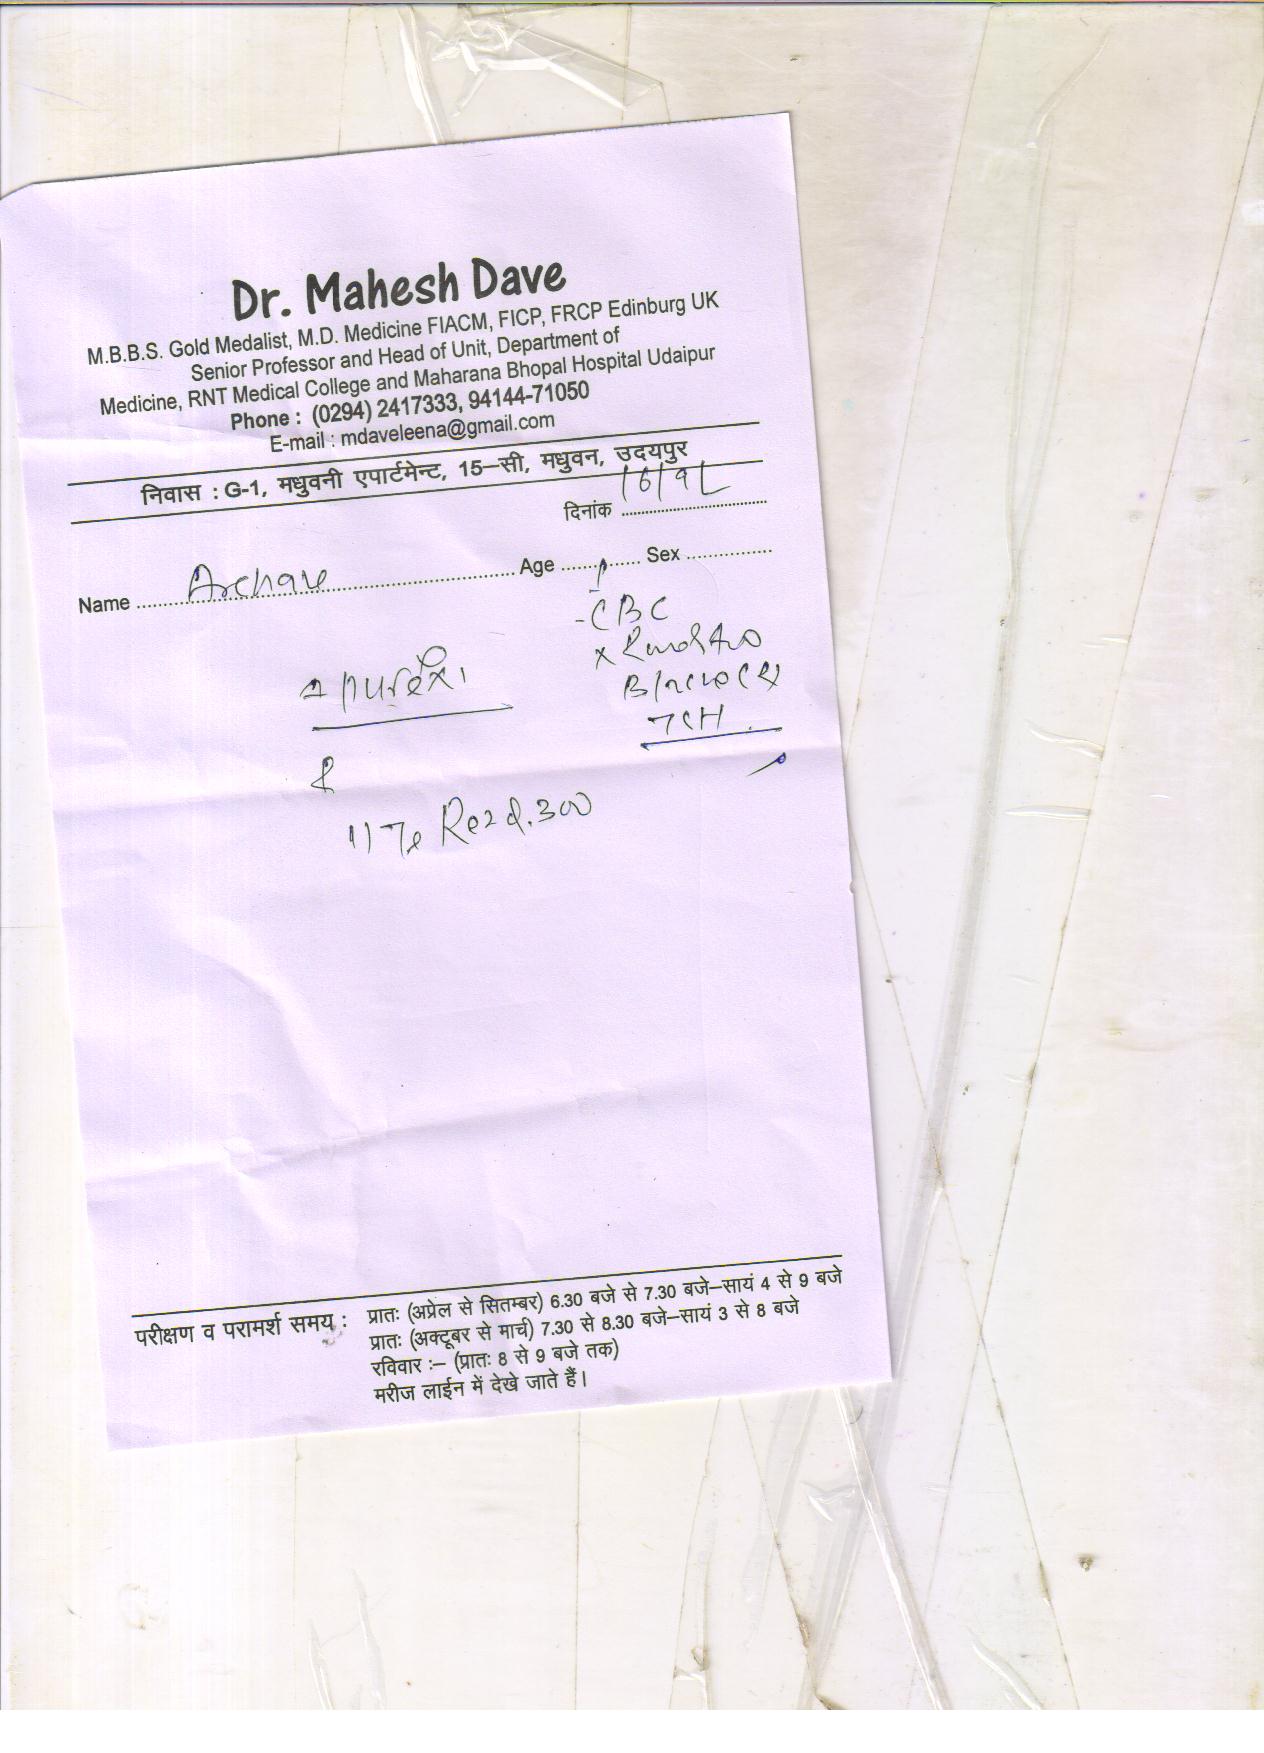 Dr. Mahesh Dave
M.B.B.S. Gold Medalist, M.D. Medicine FIACM, FICP, FRCP Edinburg UK
Senior Professor and Head of Unit, Department of
Medicine, RNT Medical College and Maharana Bhopal Hospital Udaipur
Phone : (0294) 2417333, 94144-71050
E-mail : mdaveleena@gmail.com
निवास : G-1, मधुवनी एपार्टमेन्ट, 15–सी, मधुवन, उदयपुर
दिनांक
Name Age Sex
-CBC
परीक्षण व परामर्श समय : प्रातः (अप्रेल से सितम्बर) 6.30 बजे से 7.30 बजे–सायं 4 से 9 बजे
प्रातः (अक्टूबर से मार्च) 7.30 से 8.30 बजे–सायं 3 से 8 बजे
रविवार :– (प्रातः 8 से 9 बजे तक)
मरीज लाईन में देखे जाते हैं।